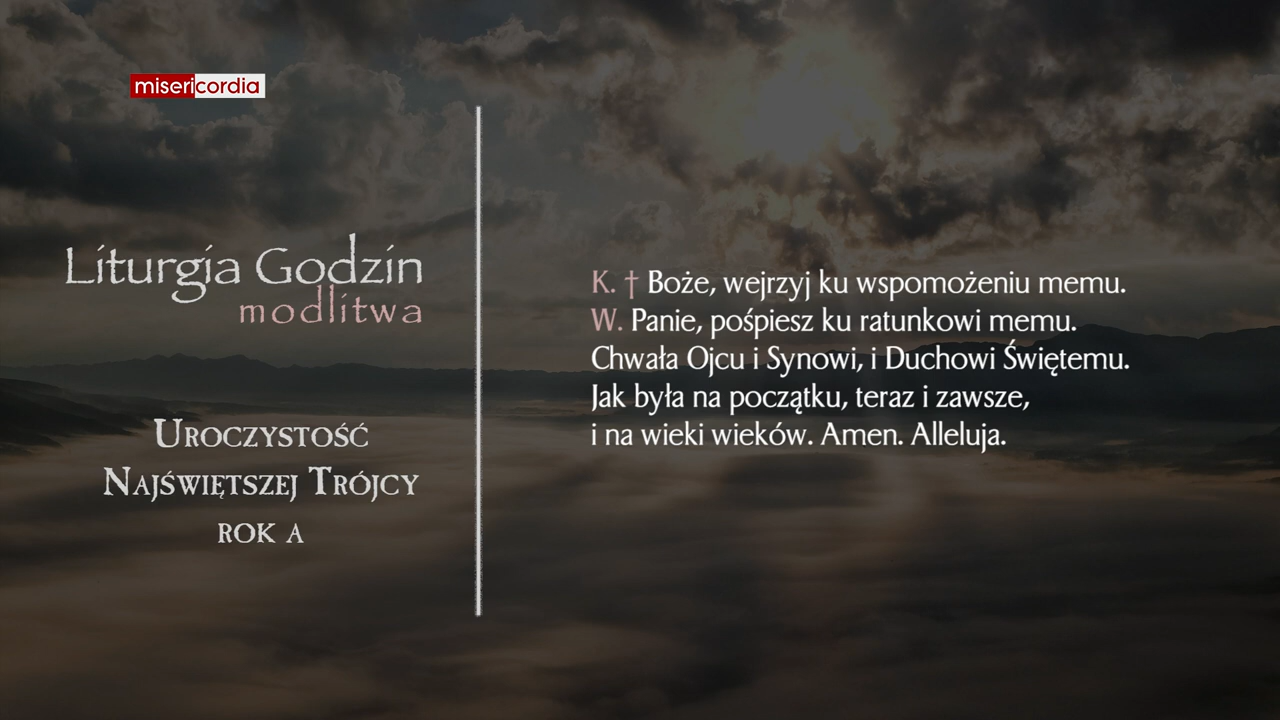 misericordia
Liturgia Godzin
modlitwa
Uroczystość
Najświętszej Trójcy
rok a
K. † Boże, wejrzyj ku wspomożeniu memu.
W. Panie, pośpiesz ku ratunkowi memu.
Chwała Ojcu i Synowi, i Duchowi Świętemu.
Jak była na początku, teraz i zawsze,
i na wieki wieków. Amen. Alleluja.